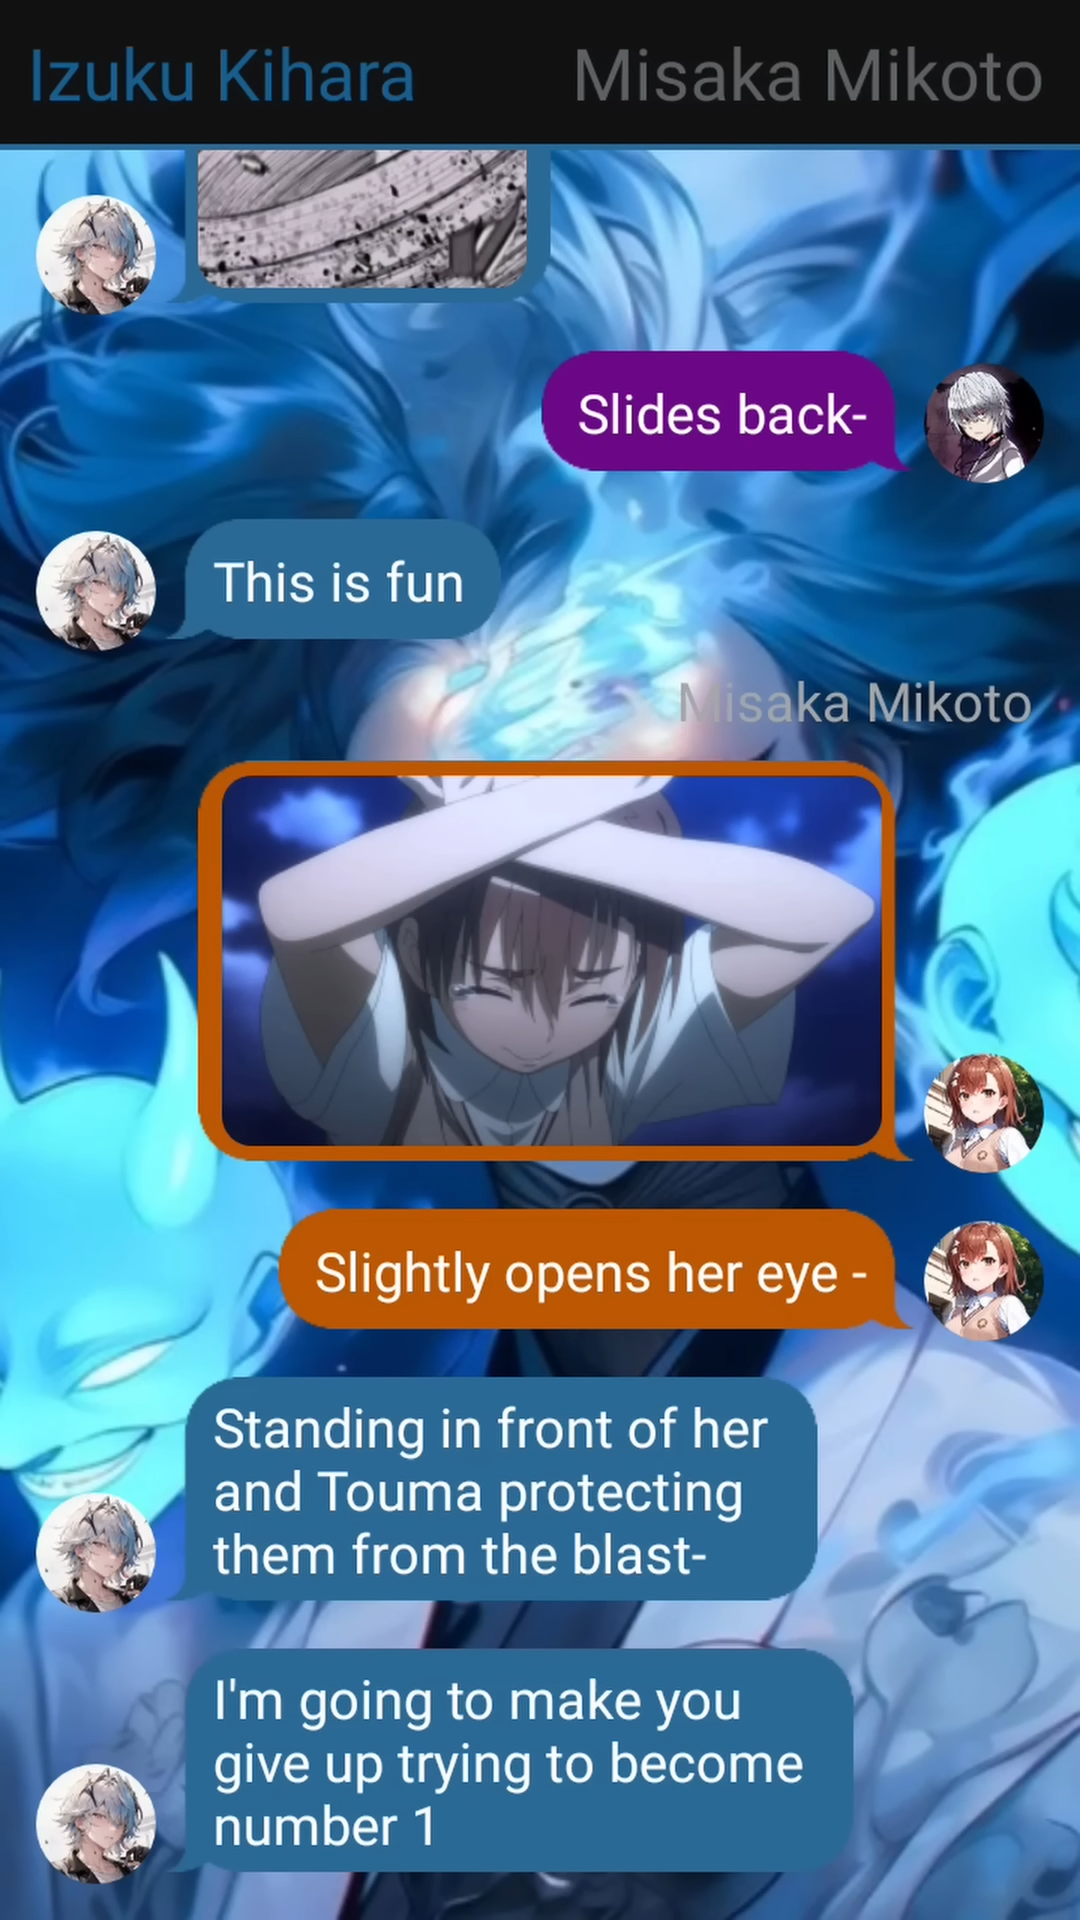 Izuku Kihara
Misaka Mikoto
Slides back-
This is fun
Misaka Mikoto
Slightly opens her eye -
Standing in front of her
and Touma protecting
them from the blast-
I'm going to make you
give up trying to become
number 1